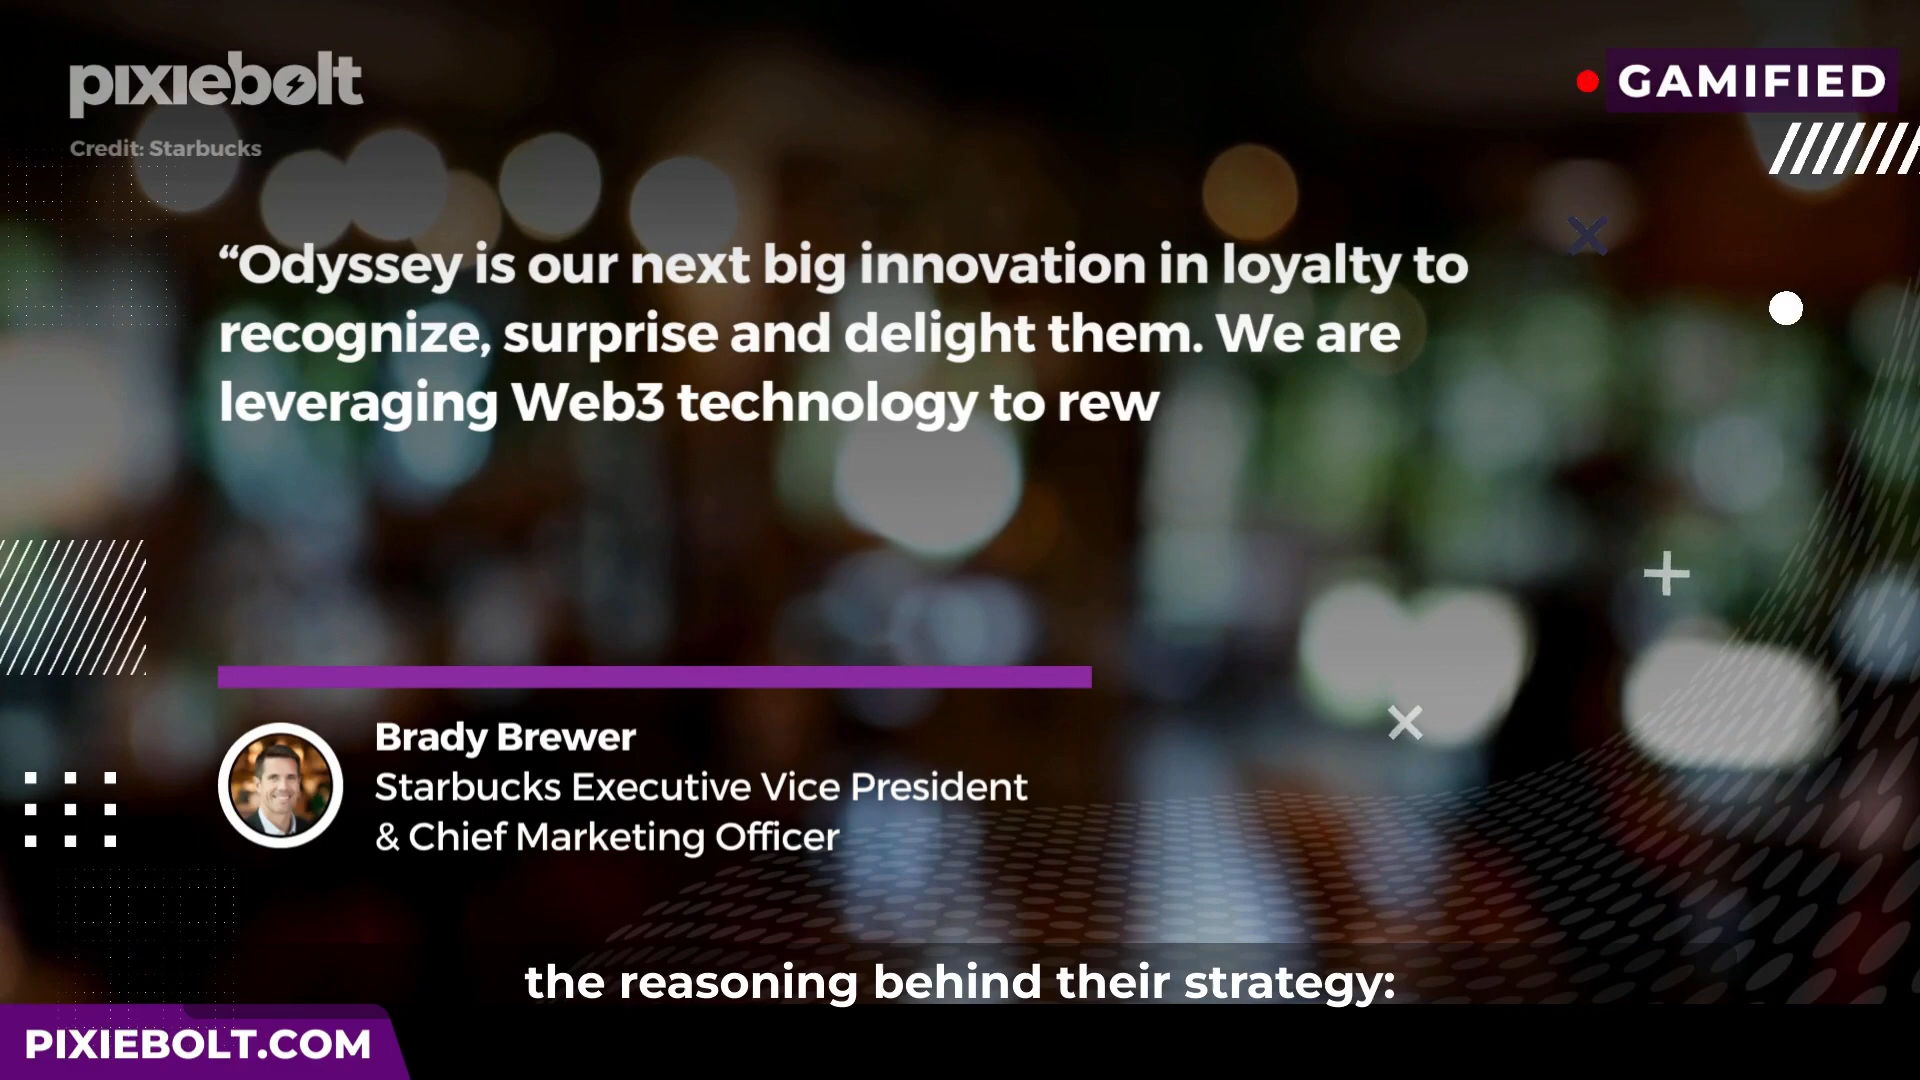 pixiebolt
Credit: Starbucks
GAMIFIED
“Odyssey is our next big innovation in loyalty to
recognize, surprise and delight them. We are
leveraging Web3 technology to rew
Brady Brewer
Starbucks Executive Vice President
& Chief Marketing Officer
the reasoning behind their strategy:
PIXIEBOLT.COM